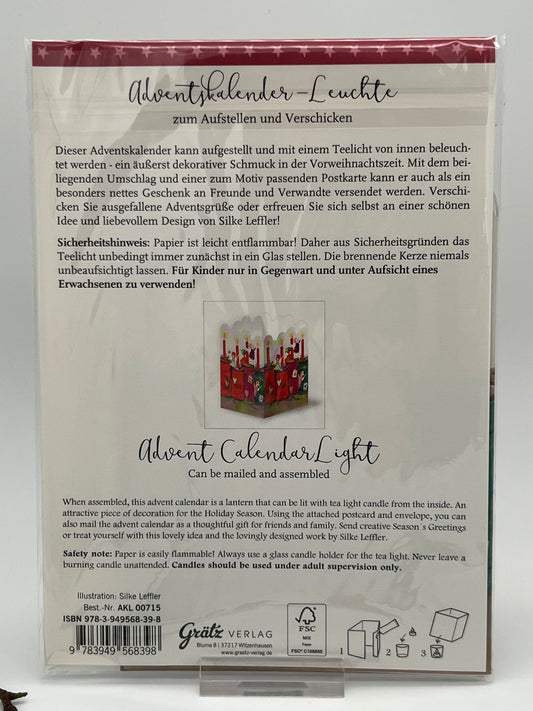 Adventskalender-Leuchte
zum Aufstellen und Verschicken
Dieser Adventskalender kann aufgestellt und mit einem Teelicht von innen beleuch-
tet werden - ein äußerst dekorativer Schmuck in der Vorweihnachtszeit. Mit dem bei-
liegenden Umschlag und einer zum Motiv passenden Postkarte kann er auch als ein
besonders nettes Geschenk an Freunde und Verwandte versendet werden. Verschic-
ken Sie ausgefallene Adventsgrüße oder erfreuen Sie sich selbst an einer schönen
Idee und liebevollem Design von Silke Leffler!
Sicherheitshinweis: Papier ist leicht entflammbar! Daher aus Sicherheitsgründen das
Teelicht unbedingt immer zunächst in ein Glas stellen. Die brennende Kerze niemals
unbeaufsichtigt lassen. Für Kinder nur in Gegenwart und unter Aufsicht eines
Erwachsenen zu verwenden!
Advent Calendar Light
Can be mailed and assembled
When assembled, this advent calendar is a lantern that can be lit with tea light candle from the inside. An
attractive piece of decoration for the Holiday Season. Using the attached postcard and envelope, you can
also mail the advent calendar as a thoughtful gift for friends and family. Send creative Season´s Greetings
or treat yourself with this lovely idea and the lovingly designed work by Silke Leffler.
Safety note: Paper is easily flammable! Always use a glass candle holder for the tea light. Never leave a
burning candle unattended. Candles should be used under adult supervision only.
Illustration: Silke Leffler
Best.-Nr. AKL 00715
ISBN 978-3-949568-39-8
9 783949 568398
Grätz VERLAG
Blume 8 | 37217 Witzenhausen
www.graetz-verlag.de
FSC
MIX
Paper
FSC® C108885
1 2 3